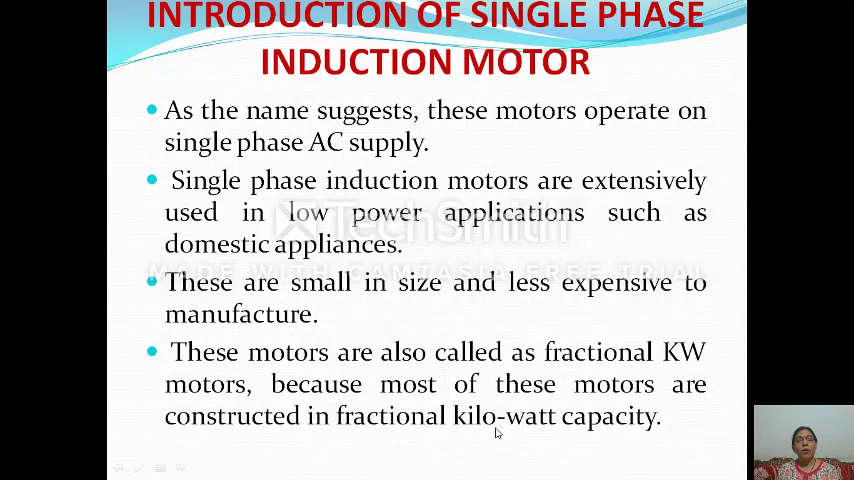 INTRODUCTION OF SINGLE PHASE
INDUCTION MOTOR
As the name suggests, these motors operate on
single phase AC supply.
Single phase induction motors are extensively
used in low power applications such as
domestic appliances.
TechSmith
MADE WITH CAMTASIA FREE TRIAL
These are small in size and less expensive to
manufacture.
These motors are also called as fractional KW
motors, because most of these motors are
constructed in fractional kilo-watt capacity.